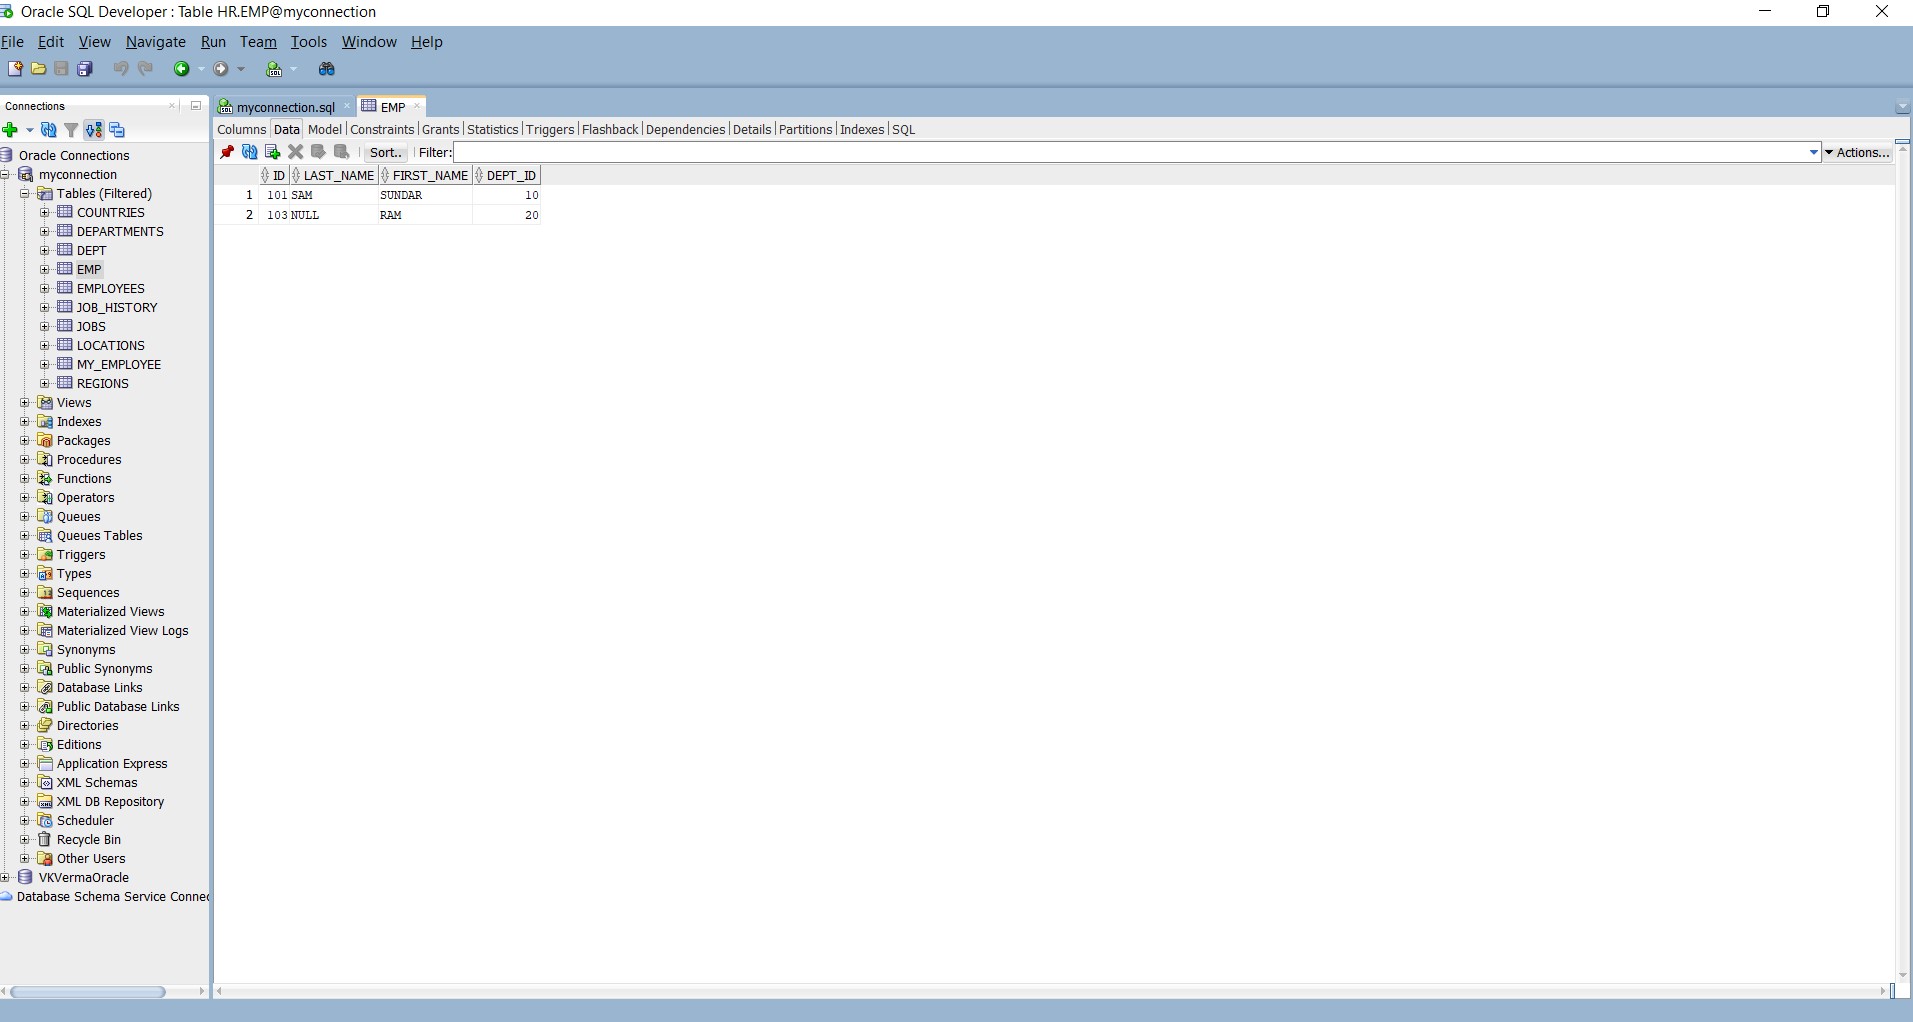 Oracle SQL Developer : Table HR.EMP@myconnection
File Edit View Navigate Run Team Tools Window Help
Connections
Oracle Connections
myconnection
Tables (Filtered)
COUNTRIES
DEPARTMENTS
DEPT
EMP
EMPLOYEES
JOB_HISTORY
JOBS
LOCATIONS
MY_EMPLOYEE
REGIONS
Views
Indexes
Packages
Procedures
Functions
Operators
Queues
Queues Tables
Triggers
Types
Sequences
Materialized Views
Materialized View Logs
Synonyms
Public Synonyms
Database Links
Public Database Links
Directories
Editions
Application Express
XML Schemas
XML DB Repository
Scheduler
Recycle Bin
Other Users
VKVermaOracle
Database Schema Service Connec
myconnection.sql EMP
Columns Data Model Constraints Grants Statistics Triggers Flashback Dependencies Details Partitions Indexes SQL
Sort.. Filter: Actions...
ID LAST_NAME FIRST_NAME DEPT_ID
1 101 SAM SUNDAR 10
2 103 NULL RAM 20